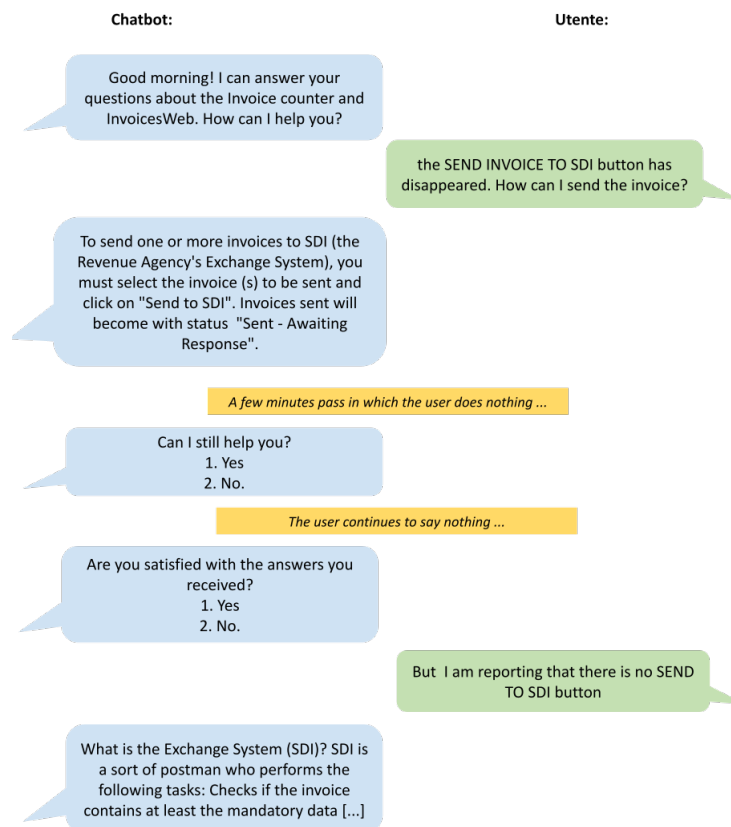 Chatbot:
Utente:
Good morning! I can answer your
questions about the Invoice counter and
InvoicesWeb. How can I help you?
the SEND INVOICE TO SDI button has
disappeared. How can I send the invoice?
To send one or more invoices to SDI (the
Revenue Agency's Exchange System), you
must select the invoice (s) to be sent and
click on "Send to SDI". Invoices sent will
become with status "Sent - Awaiting
Response".
A few minutes pass in which the user does nothing ...
Can I still help you?
1. Yes
2. No.
The user continues to say nothing ...
Are you satisfied with the answers you
received?
1. Yes
2. No.
But I am reporting that there is no SEND
TO SDI button
What is the Exchange System (SDI)? SDI is
a sort of postman who performs the
following tasks: Checks if the invoice
contains at least the mandatory data [...]